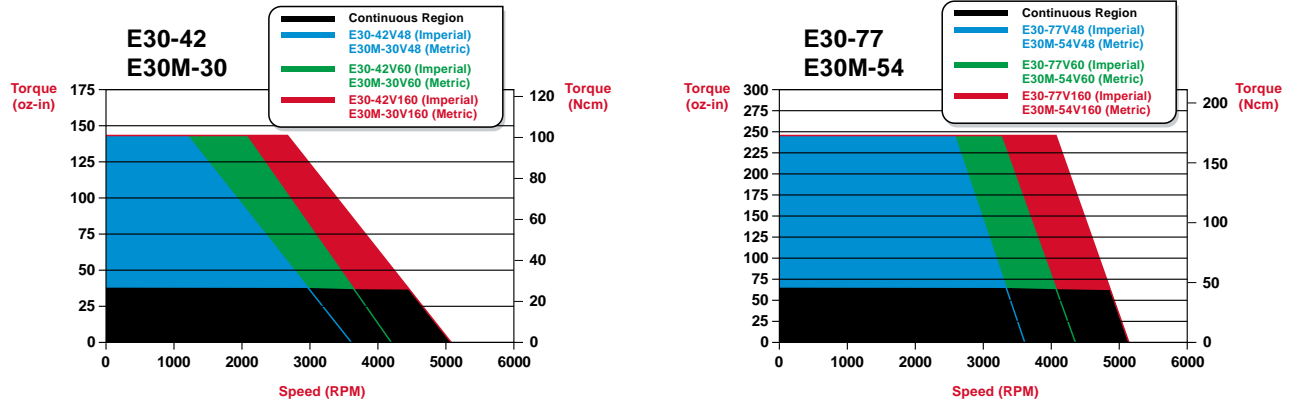 E30-42
E30M-30
Continuous Region
E30-42V48 (Imperial)
E30M-30V48 (Metric)
E30-42V60 (Imperial)
E30M-30V60 (Metric)
E30-42V160 (Imperial)
E30M-30V160 (Metric)
Torque
(oz-in)
Torque
(Ncm)
175
150
125
100
75
50
25
0
120
100
80
60
40
20
0
0 1000 2000 3000 4000 5000 6000
Speed (RPM)
E30-77
E30M-54
Continuous Region
E30-77V48 (Imperial)
E30M-54V48 (Metric)
E30-77V60 (Imperial)
E30M-54V60 (Metric)
E30-77V160 (Imperial)
E30M-54V160 (Metric)
Torque
(oz-in)
Torque
(Ncm)
300
275
250
225
200
175
150
125
100
75
50
25
0
200
150
100
50
0
0 1000 2000 3000 4000 5000 6000
Speed (RPM)